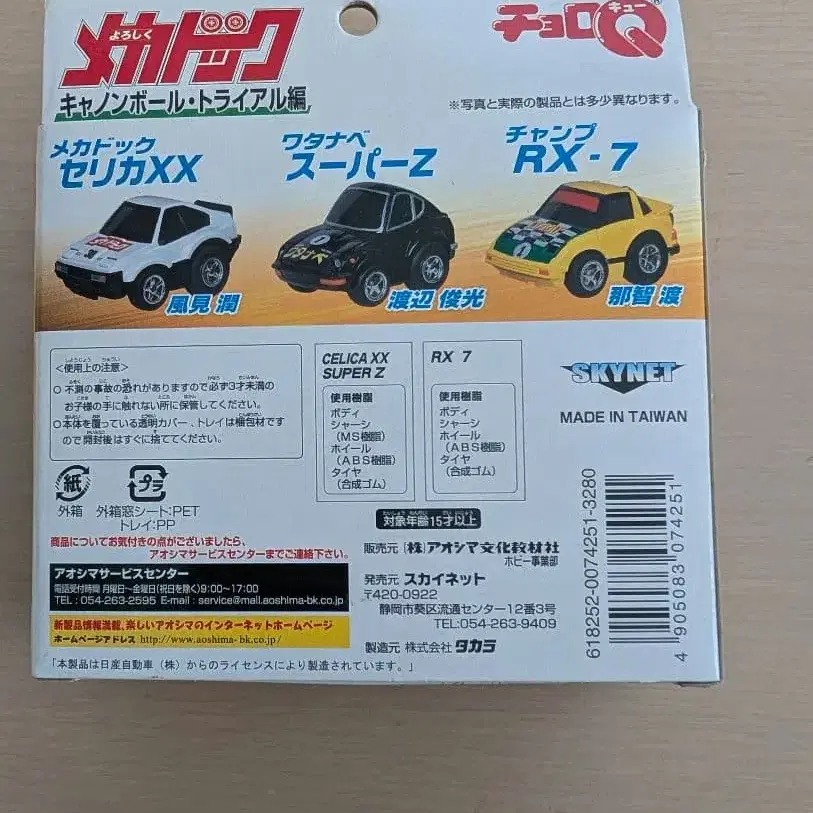 よろしく
メカドック
キャノンボール・トライアル編
チョロQ
キュー
※写真と実際の製品とは多少異なります。
メカドック
セリカXX
ワタナベ
スーパーZ
チャンプ
RX-7
風見 潤
渡辺 俊光
那智 渡
<使用上の注意>
○不測の事故の恐れがありますので必ず3才未満の
お子様の手に触れない所に保管してください。
○本体を覆っている透明カバー、トレイは梱包材です
ので開封後はすぐに捨ててください。
CELICA XX
SUPER Z
使用樹脂
ボディ
シャーシ
(MS樹脂)
ホイール
(ABS樹脂)
タイヤ
(合成ゴム)
RX 7
使用樹脂
ボディ
シャーシ
ホイール
(ABS樹脂)
タイヤ
(合成ゴム)
SKYNET
MADE IN TAIWAN
紙
外箱
プラ
外箱窓シート:PET
トレイ:PP
対象年齢15才以上
商品についてお気付きの点がございましたら、
アオシマサービスセンターまでご連絡下さい。
アオシマサービスセンター
電話受付時間 月曜日~金曜日(祝日を除く)9:00~17:00
TEL:054-263-2595 E-mail:service@mail.aoshima-bk.co.jp
新製品情報満載、楽しいアオシマのインターネットホームページ
ホームページアドレス http://www.aoshima-bk.co.jp/
「本製品は日産自動車(株)からのライセンスにより製造されています。」
販売元 (株)アオシマ文化教材社
ホビー事業部
発売元 スカイネット
〒420-0922
静岡市葵区流通センター12番3号
TEL:054-263-9409
製造元 株式会社 タカラ
618252-0074251-3280
4 905083 074251